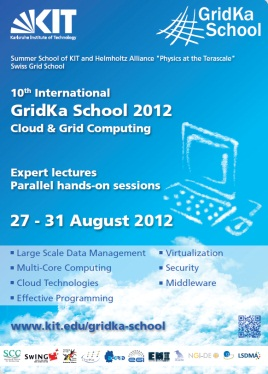 KIT
Karlsruhe Institute of Technology
GridKa
School
Summer School of KIT and Helmholtz Alliance "Physics at the Terascale"
Swiss Grid School
10th International
GridKa School 2012
Cloud & Grid Computing
Expert lectures
Parallel hands-on sessions
27 - 31 August 2012
Large Scale Data Management
Multi-Core Computing
Cloud Technologies
Effective Programming
Virtualization
Security
Middleware
www.kit.edu/gridka-school
SCC
SWING
EMI
NGI-DE
LSDMA